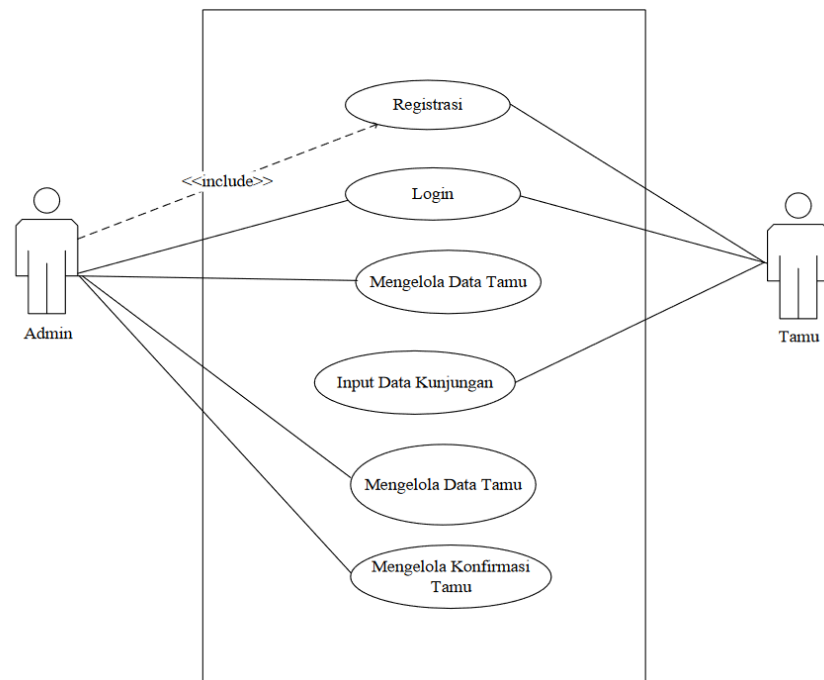 Registrasi
<<include>>
Login
Mengelola Data Tamu
Admin
Tamu
Input Data Kunjungan
Mengelola Data Tamu
Mengelola Konfirmasi
Tamu